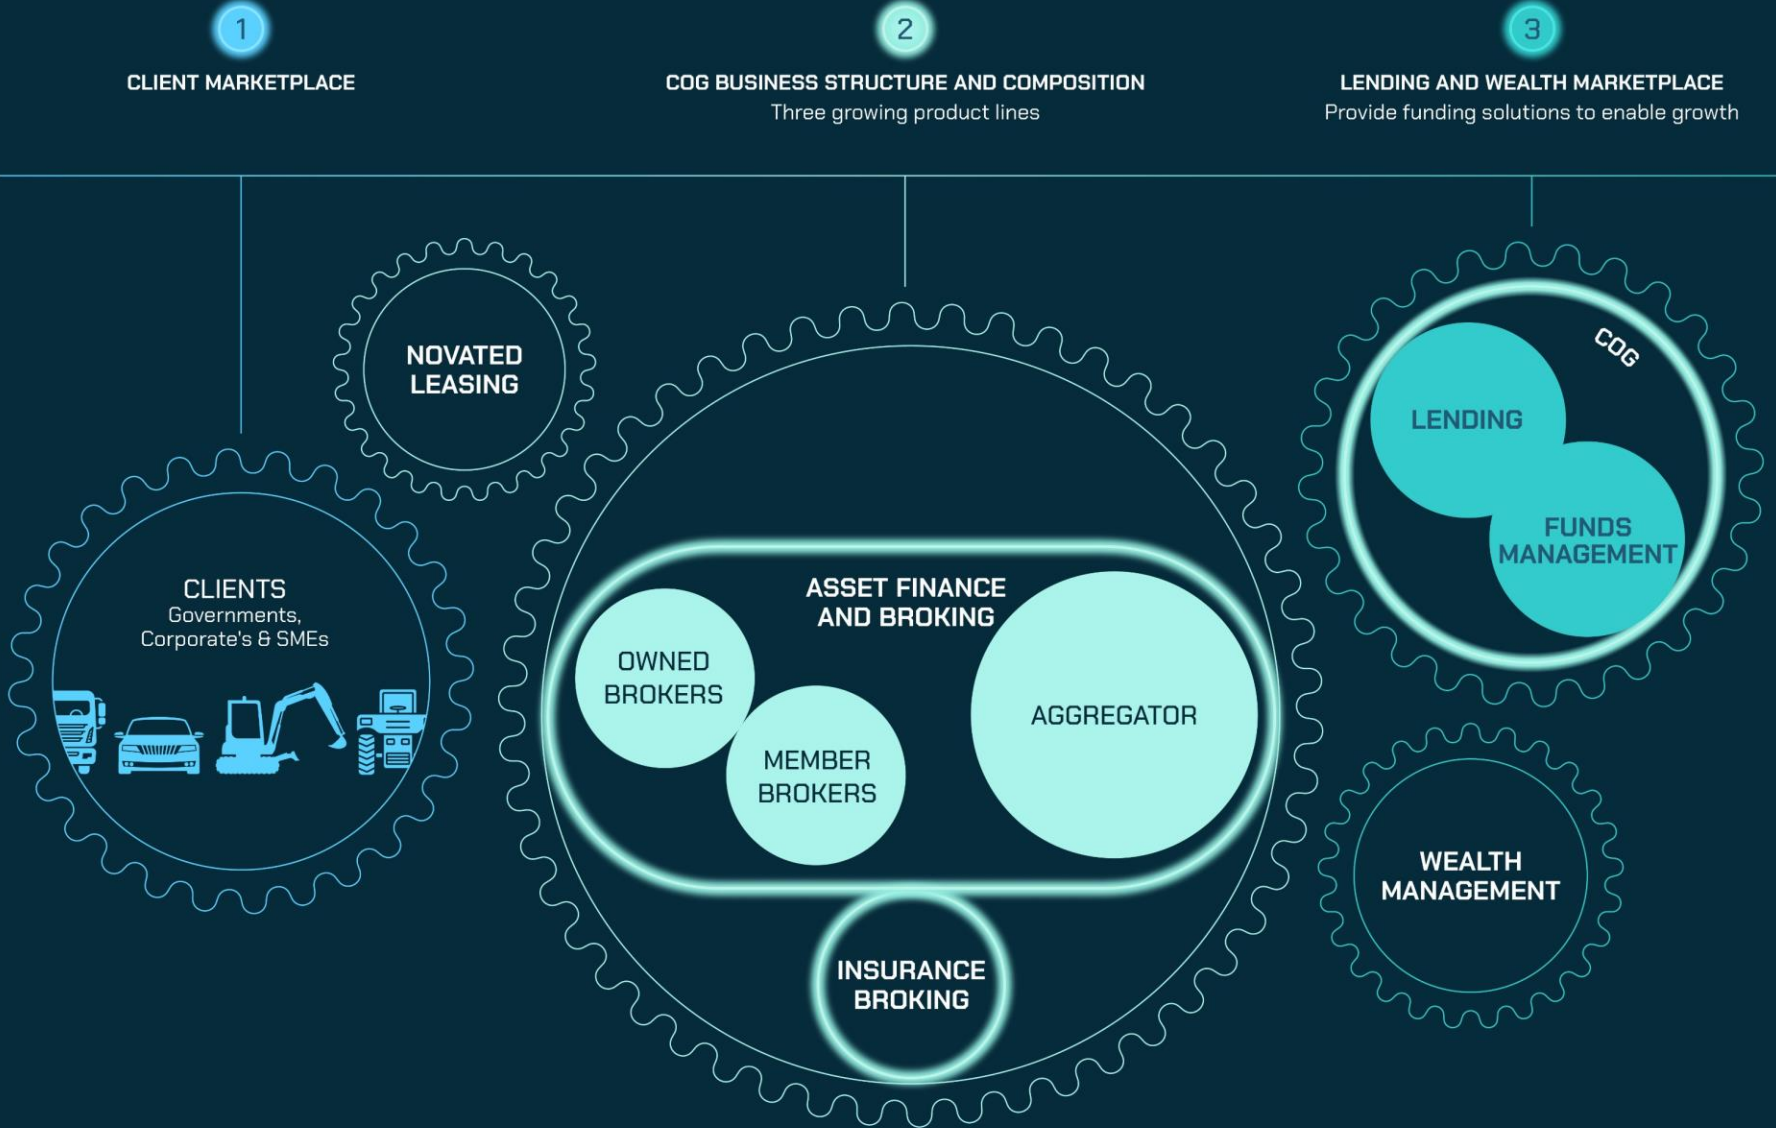 1
CLIENT MARKETPLACE
2
COG BUSINESS STRUCTURE AND COMPOSITION
Three growing product lines
3
LENDING AND WEALTH MARKETPLACE
Provide funding solutions to enable growth
NOVATED
LEASING
CLIENTS
Governments,
Corporate's & SMEs
ASSET FINANCE
AND BROKING
OWNED
BROKERS
MEMBER
BROKERS
AGGREGATOR
INSURANCE
BROKING
COG
LENDING
FUNDS
MANAGEMENT
WEALTH
MANAGEMENT